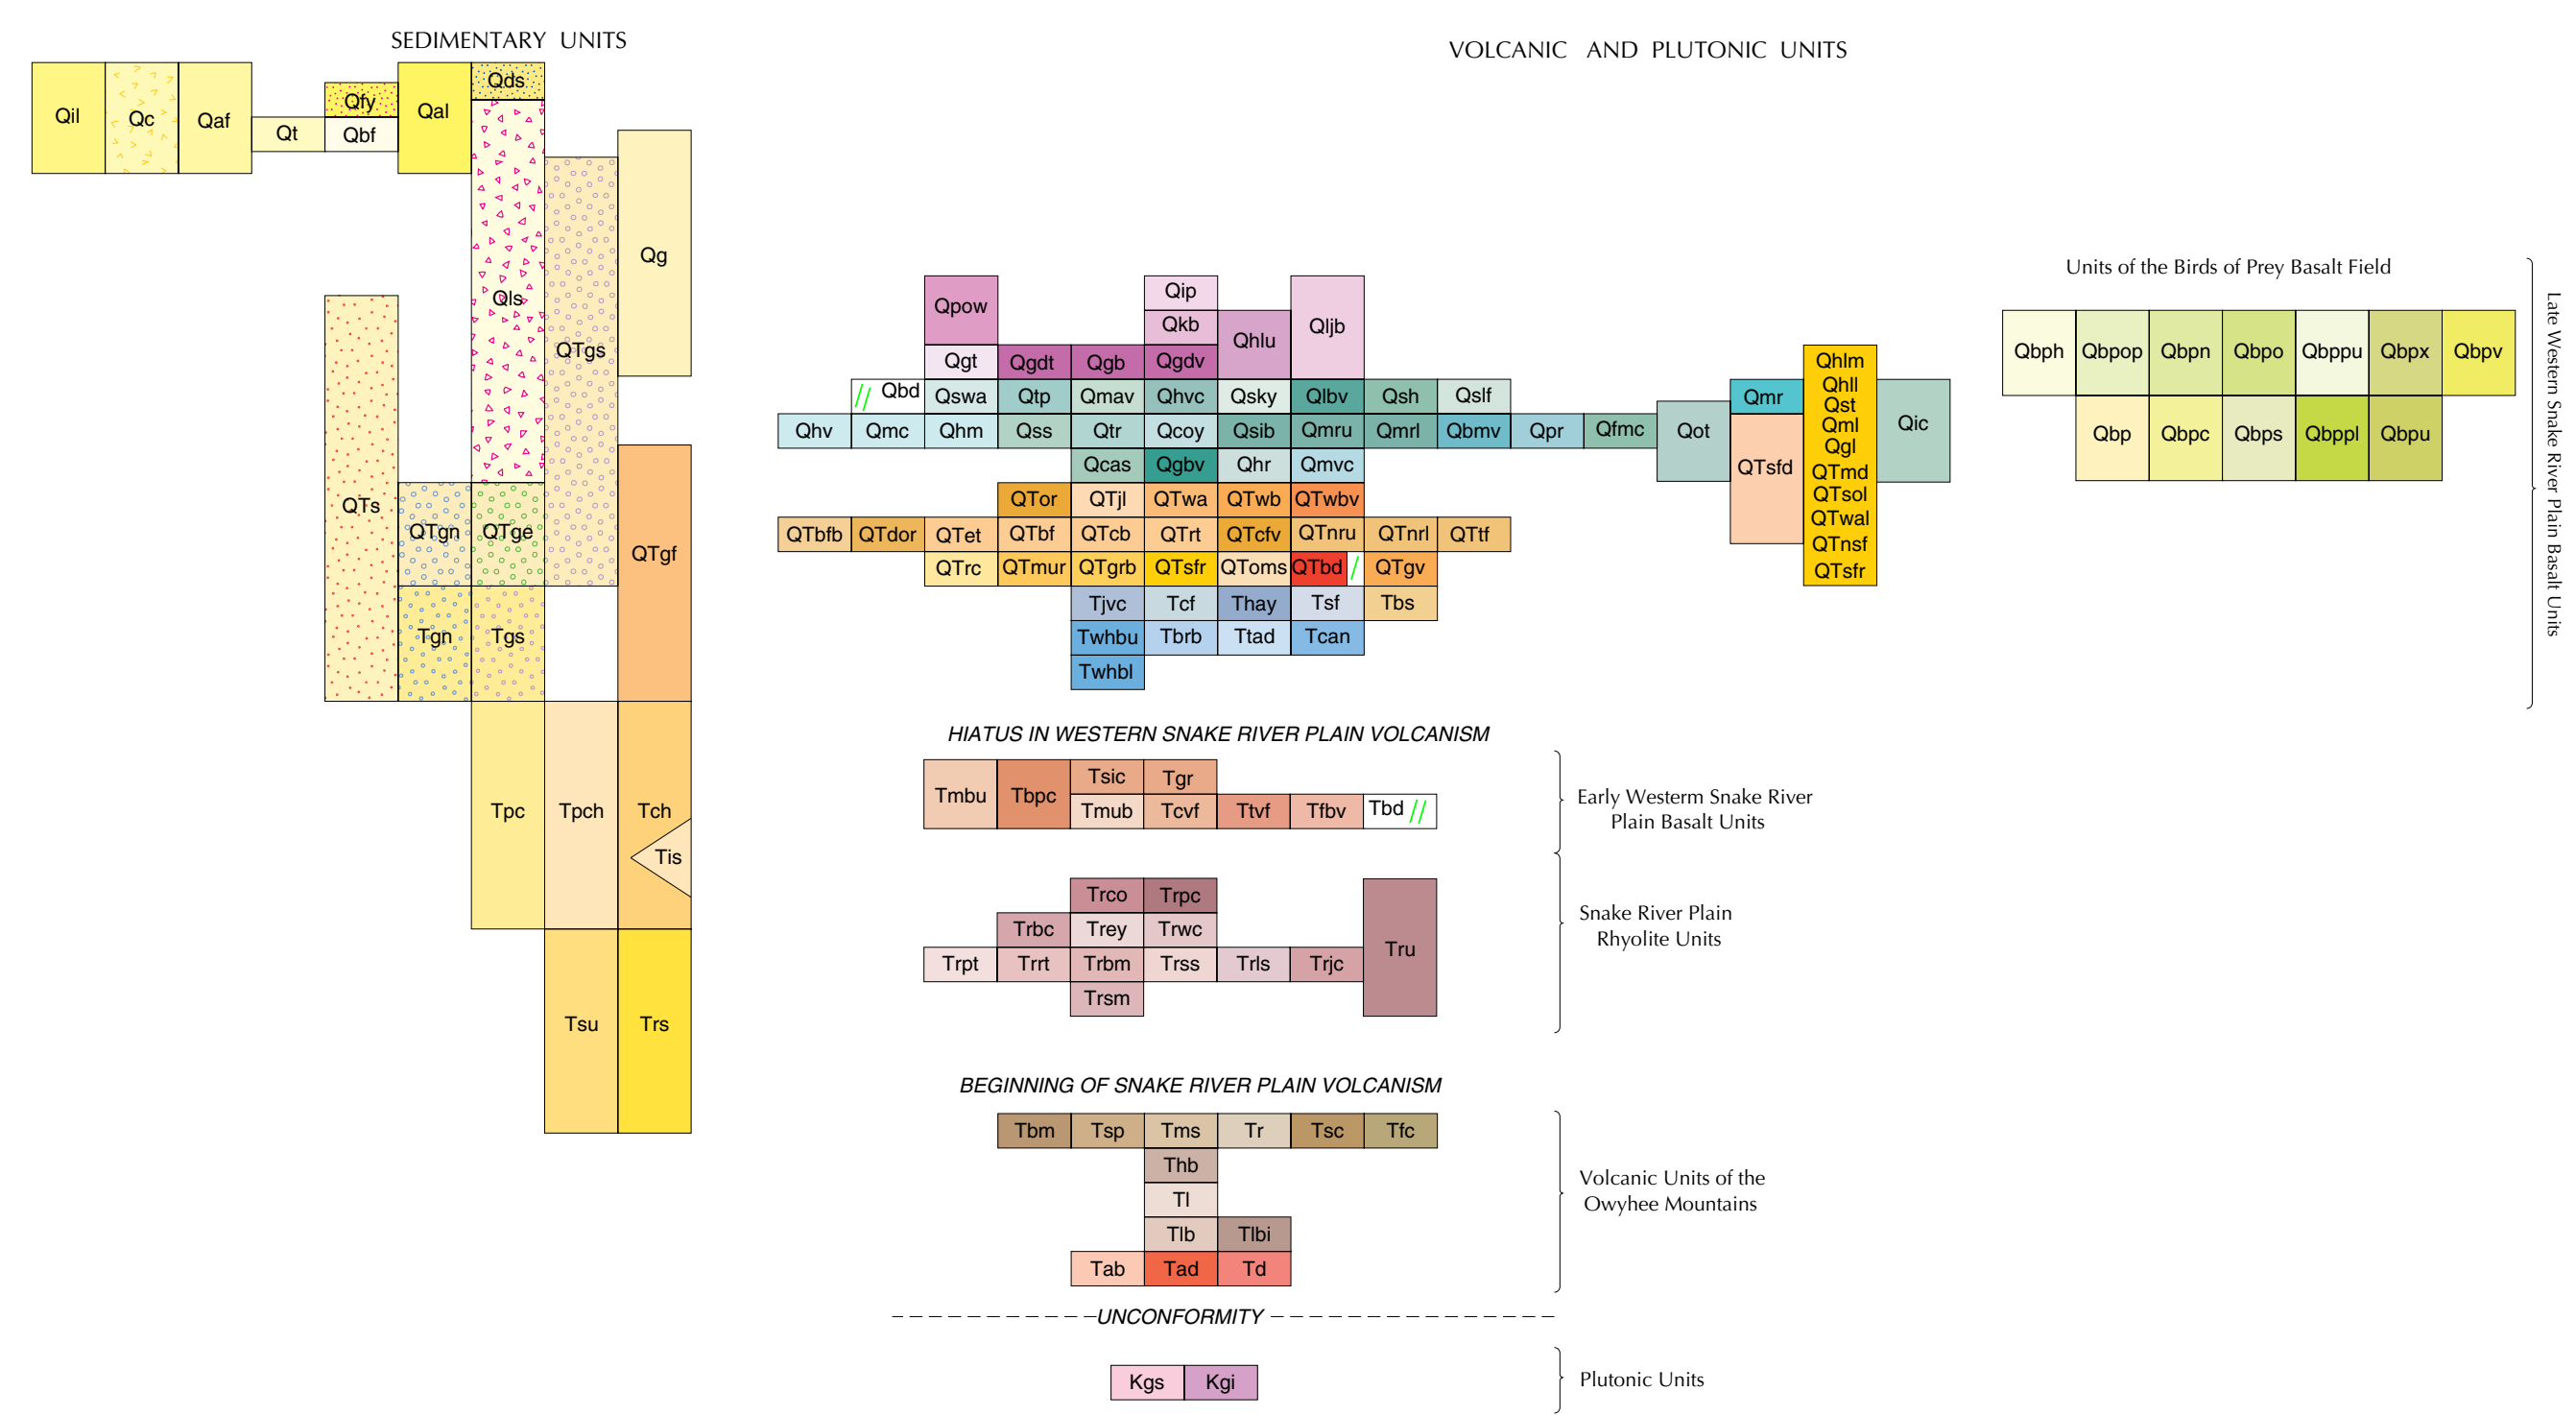 SEDIMENTARY UNITS
VOLCANIC AND PLUTONIC UNITS
Qil
Qc
Qaf
Qt
Qfy
Qbf
Qal
Qds
Qls
QTgs
Qg
QTs
QTgn
QTge
QTgf
Tgn
Tgs
Tpc
Tpch
Tch
Tis
Tsu
Trs
Qpow
Qip
Qkb
Qhlu
Qljb
Qgt Qgdt Qgb Qgdv
Qbd Qswa Qtp Qmav Qhvc Qsky Qlbv Qsh Qslf
Qhv Qmc Qhm Qss Qtr Qcoy Qsib Qmru Qmrl Qbmv Qpr Qfmc Qot
Qcas Qgbv Qhr Qmvc
QTor QTjl QTwa QTwb QTwbv
QTbfb QTdor QTet QTbf QTcb QTrt QTcfv QTnru QTnrl QTtf
QTrc QTmur QTgrb QTsfr QToms QTbd QTgv
Tjvc Tcf Thay Tsf Tbs
Twhbu Tbrb Ttad Tcan
Twhbl
Qmr
QTsfd
Qhlm
Qhll
Qst
Qml
Qgl
QTmd
QTsol
QTwal
QTnsf
QTsfr
Qic
Units of the Birds of Prey Basalt Field
Qbph Qbpop Qbpn Qbpo Qbppu Qbpx Qbpv
Qbp Qbpc Qbps Qbppl Qbpu
Late Western Snake River Plain Basalt Units
HIATUS IN WESTERN SNAKE RIVER PLAIN VOLCANISM
Tmbu Tbpc Tsic Tgr
Tmub Tcvf Ttvf Tfbv Tbd
Early Westerm Snake River
Plain Basalt Units
Trco Trpc
Trbc Trey Trwc
Trpt Trrt Trbm Trss Trls Trjc
Trsm
Tru
Snake River Plain
Rhyolite Units
BEGINNING OF SNAKE RIVER PLAIN VOLCANISM
Tbm Tsp Tms Tr Tsc Tfc
Thb
Tl
Tlb Tlbi
Tab Tad Td
Volcanic Units of the
Owyhee Mountains
UNCONFORMITY
Kgs Kgi
Plutonic Units